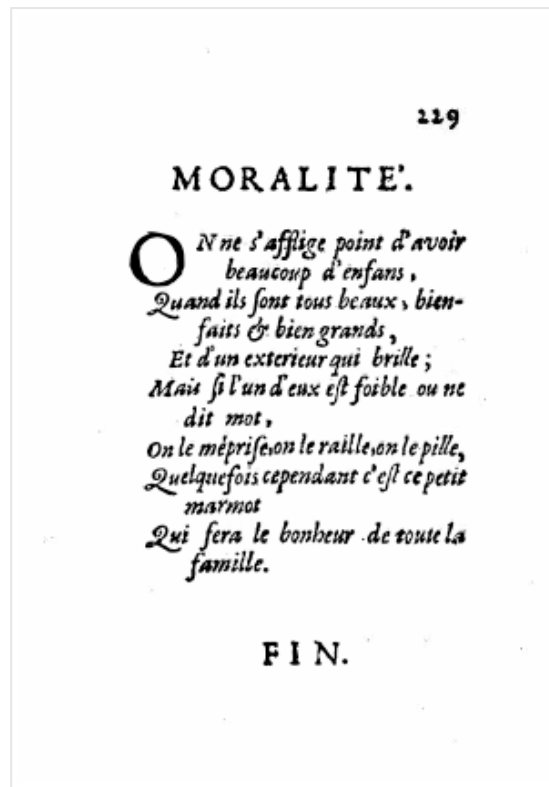 229
MORALITE'.
ON ne s'afflige point d'avoir
beaucoup d'enfans,
Quand ils ſont tous beaux, bien-
faits & bien grands,
Et d'un exterieur qui brille;
Mais ſi l'un d'eux eſt foible ou ne
dit mot,
On le mépriſe, on le raille, on le pille,
Quelquefois cependant c'eſt ce petit
marmot
Qui fera le bonheur de toute la
famille.
FIN.